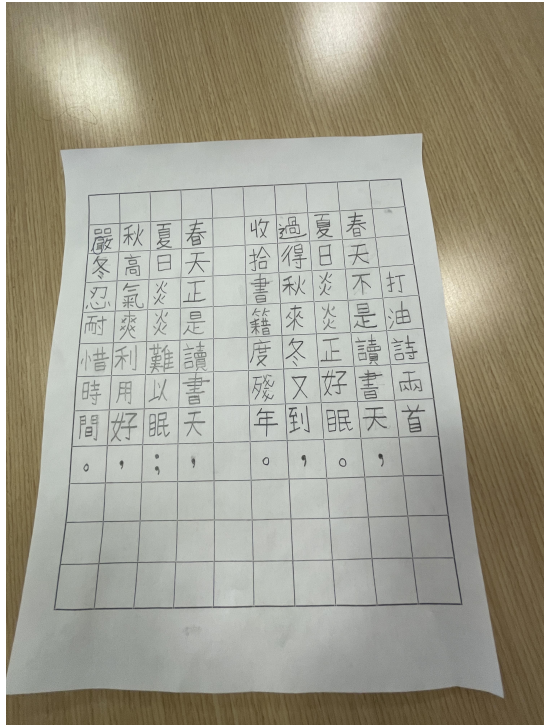 打油詩兩首
春天不是讀書天，
夏日炎炎正好眠。
過得秋來冬又到，
收拾書籍度殘年。
春天正是讀書天，
夏日炎炎難以眠；
秋高氣爽利用好，
嚴冬忍耐惜時間。